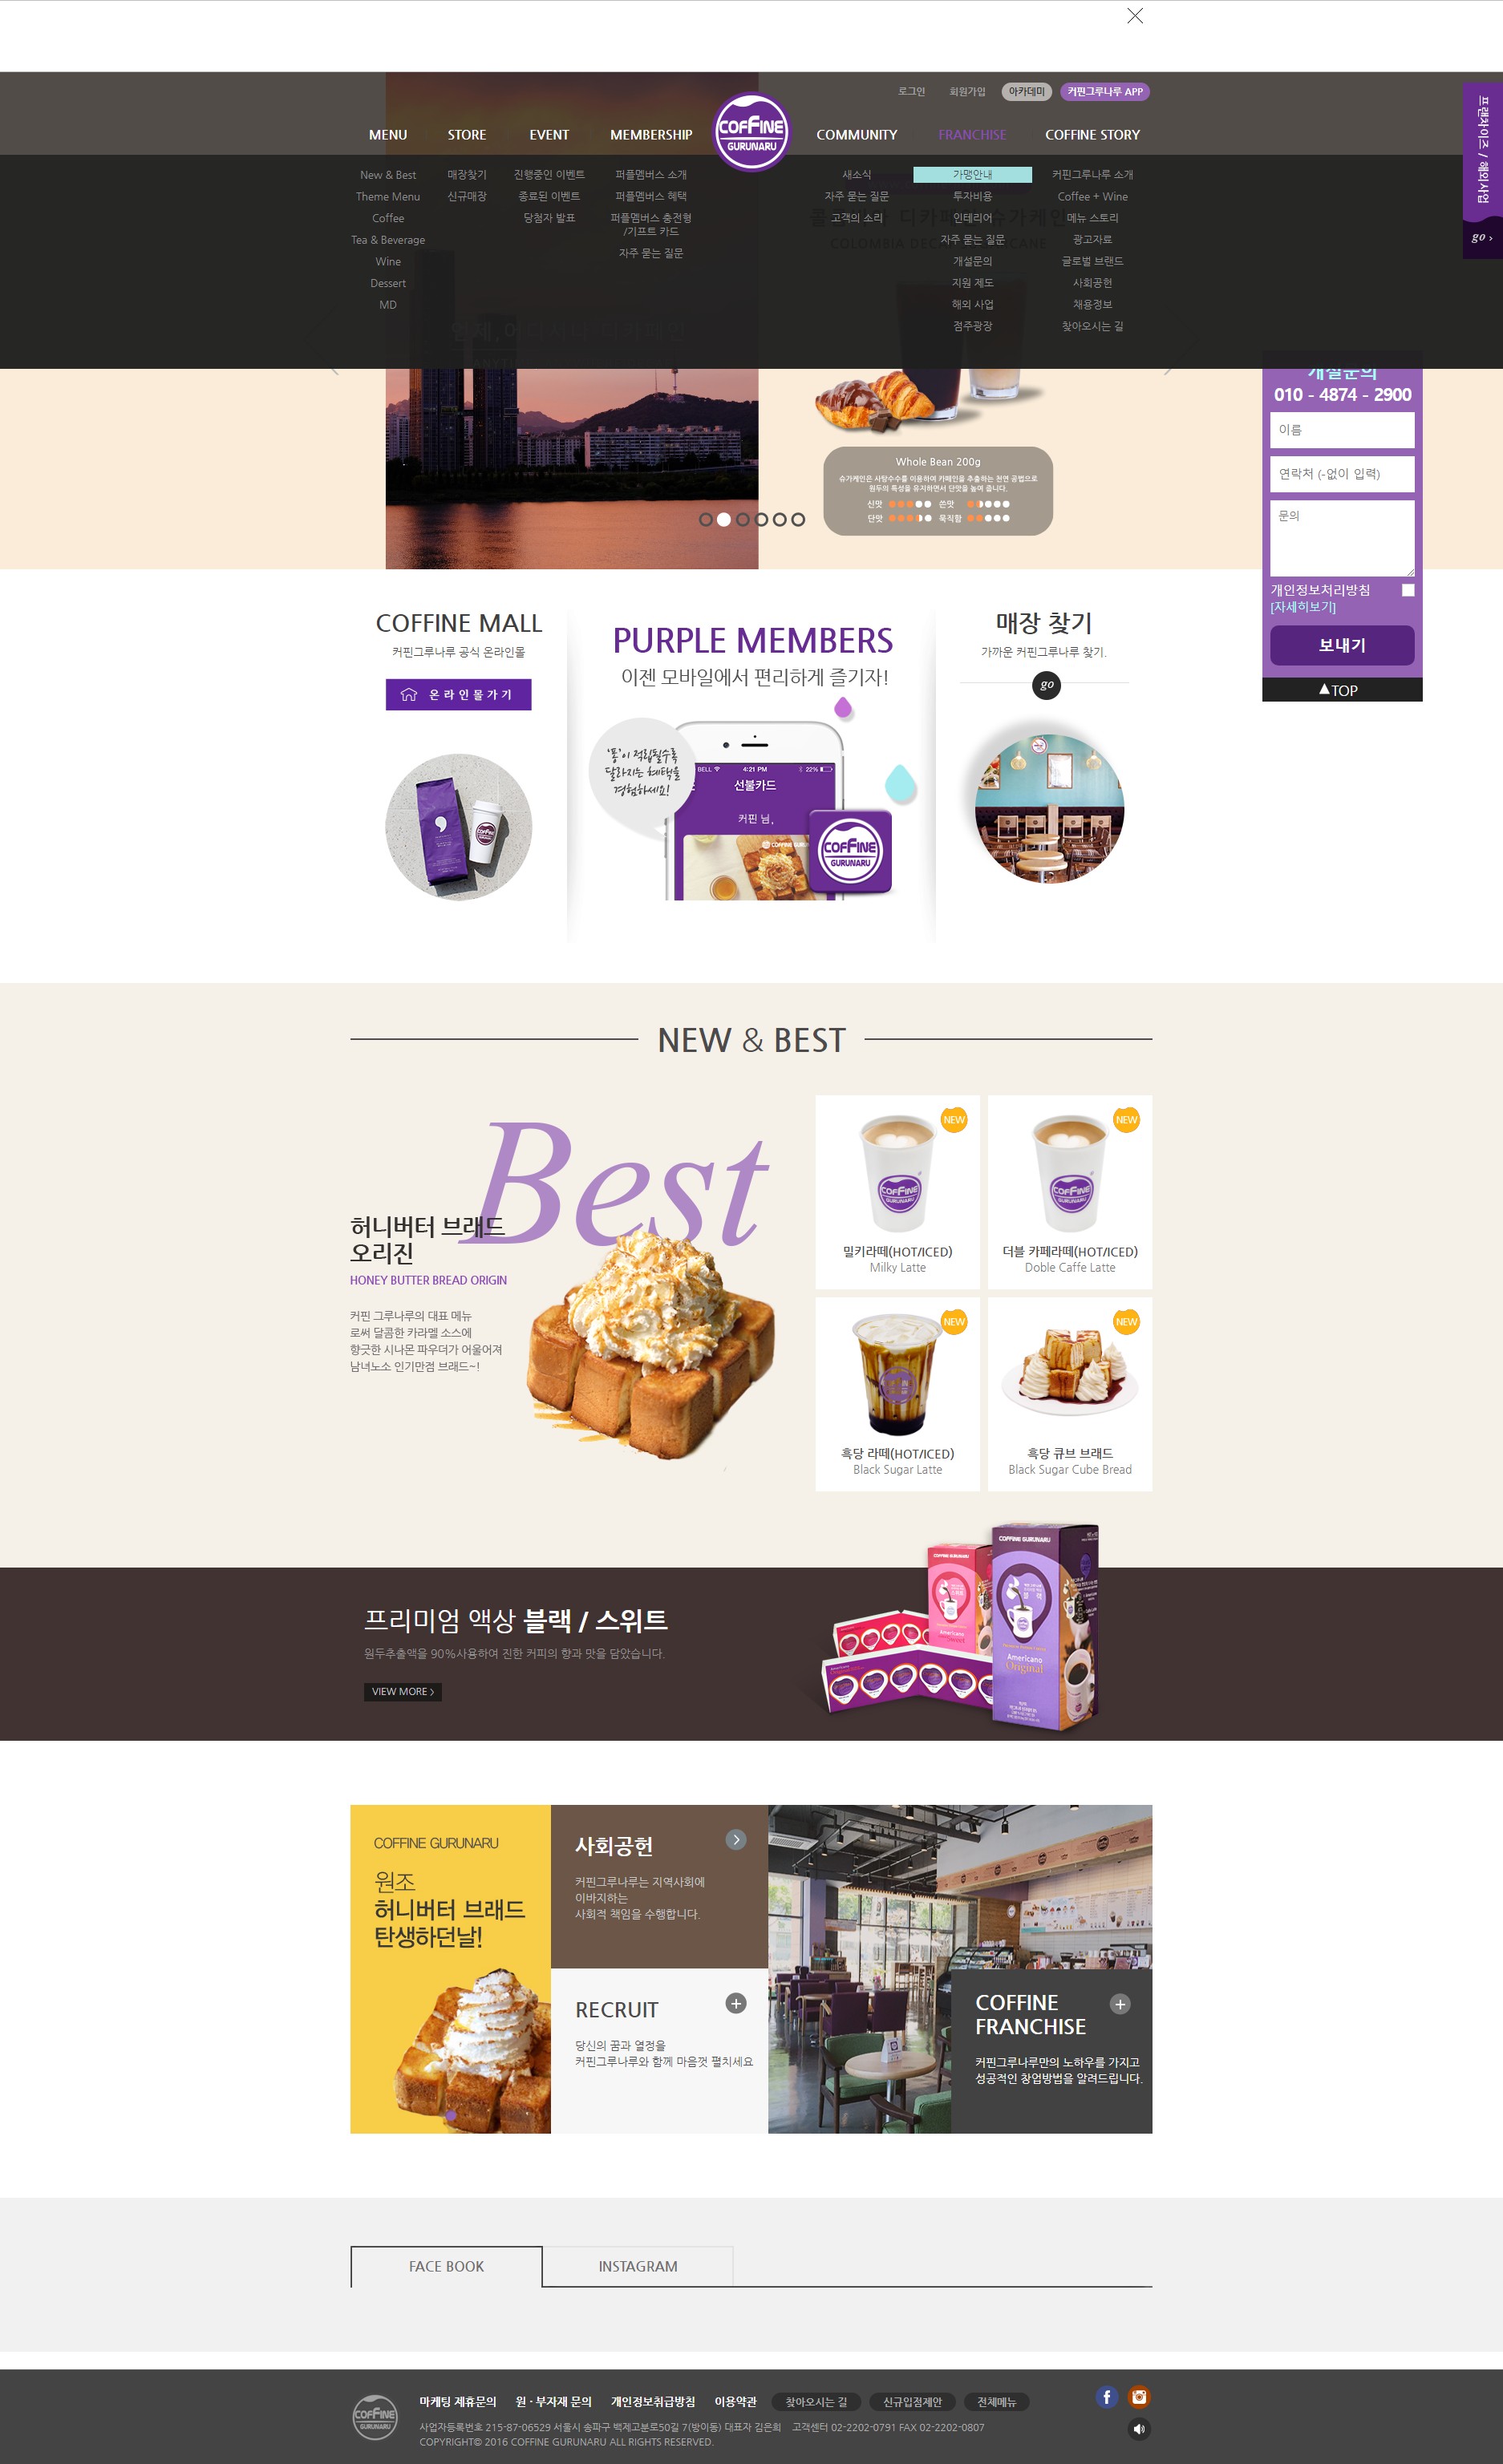 로그인 회원가입 아카데미 커핀그루나루 APP
MENU STORE EVENT MEMBERSHIP COFFINE GURUNARU COMMUNITY FRANCHISE COFFINE STORY
New & Best
Theme Menu
Coffee
Tea & Beverage
Wine
Dessert
MD
매장찾기
신규매장
진행중인 이벤트
종료된 이벤트
당첨자 발표
퍼플멤버스 소개
퍼플멤버스 혜택
퍼플멤버스 충전형
/기프트 카드
자주 묻는 질문
새소식
자주 묻는 질문
고객의 소리
가맹안내
투자비용
인테리어
자주 묻는 질문
개설문의
지원 제도
해외 사업
점주광장
커핀그루나루 소개
Coffee + Wine
메뉴 스토리
광고자료
글로벌 브랜드
사회공헌
채용정보
찾아오시는 길
프랜차이즈 / 해외사업
go ›
Whole Bean 200g
슈가케인은 사탕수수를 이용하여 카페인을 추출하는 천연 공법으로
원두의 특성을 유지하면서 단맛을 높여 줍니다.
신맛 쓴맛
단맛 묵직함
개설문의
010 - 4874 - 2900
이름
연락처 (-없이 입력)
문의
개인정보처리방침
[자세히보기]
보내기
▲TOP
COFFINE MALL
커핀그루나루 공식 온라인몰
온라인몰가기
PURPLE MEMBERS
이젠 모바일에서 편리하게 즐기자!
'퐁'이 적립될수록
달라지는 혜택을
경험하세요!
BELL 4:21 PM 22%
선불카드
커핀 님,
COFFINE GURUNARU
매장 찾기
가까운 커핀그루나루 찾기.
go
NEW & BEST
Best
허니버터 브래드
오리진
HONEY BUTTER BREAD ORIGIN
커핀 그루나루의 대표 메뉴
로써 달콤한 카라멜 소스에
향긋한 시나몬 파우더가 어울어져
남녀노소 인기만점 브래드~!
NEW
밀키라떼(HOT/ICED)
Milky Latte
NEW
더블 카페라떼(HOT/ICED)
Doble Caffe Latte
NEW
흑당 라떼(HOT/ICED)
Black Sugar Latte
NEW
흑당 큐브 브래드
Black Sugar Cube Bread
프리미엄 액상 블랙 / 스위트
원두추출액을 90%사용하여 진한 커피의 향과 맛을 담았습니다.
VIEW MORE >
COFFINE GURUNARU
Americano
Original
COFFINE GURUNARU
원조
허니버터 브래드
탄생하던날!
사회공헌
커핀그루나루는 지역사회에
이바지하는
사회적 책임을 수행합니다.
RECRUIT
당신의 꿈과 열정을
커핀그루나루와 함께 마음껏 펼치세요
COFFINE
FRANCHISE
커핀그루나루만의 노하우를 가지고
성공적인 창업방법을 알려드립니다.
FACE BOOK INSTAGRAM
COFFINE GURUNARU
마케팅 제휴문의 원 · 부자재 문의 개인정보취급방침 이용약관 찾아오시는 길 신규입점제안 전체메뉴
사업자등록번호 215-87-06529 서울시 송파구 백제고분로50길 7(방이동) 대표자 김은희 고객센터 02-2202-0791 FAX 02-2202-0807
COPYRIGHT© 2016 COFFINE GURUNARU ALL RIGHTS RESERVED.